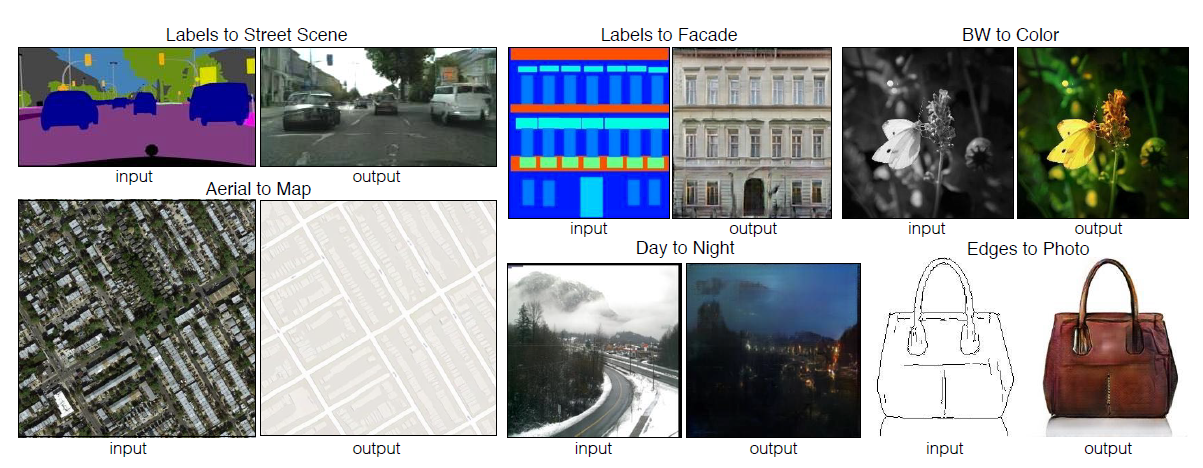 Labels to Street Scene
input
output
Aerial to Map
input
output
Labels to Facade
input
output
BW to Color
input
output
Day to Night
input
output
Edges to Photo
input
output